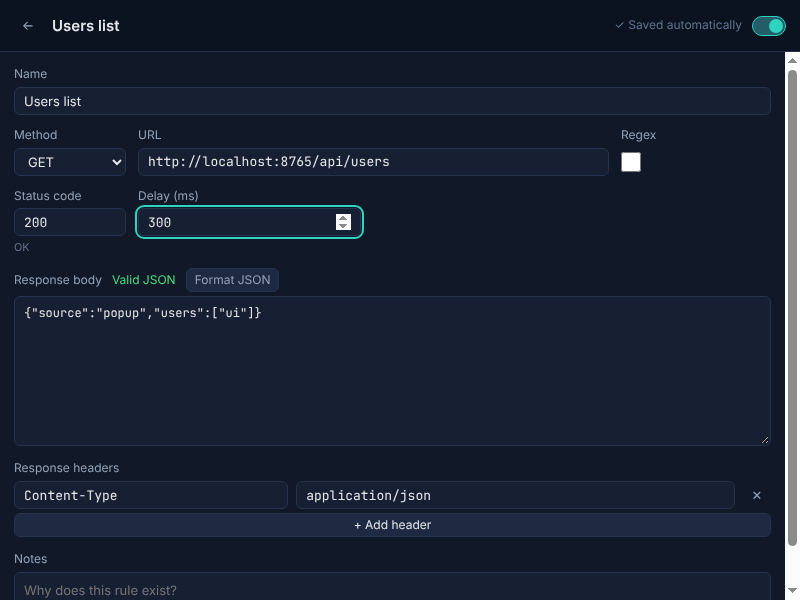 ← Users list ✓ Saved automatically
Name
Users list
Method URL Regex
GET http://localhost:8765/api/users
Status code Delay (ms)
200 300
OK
Response body Valid JSON Format JSON
{"source":"popup","users":["ui"]}
Response headers
Content-Type application/json ×
+ Add header
Notes
Why does this rule exist?